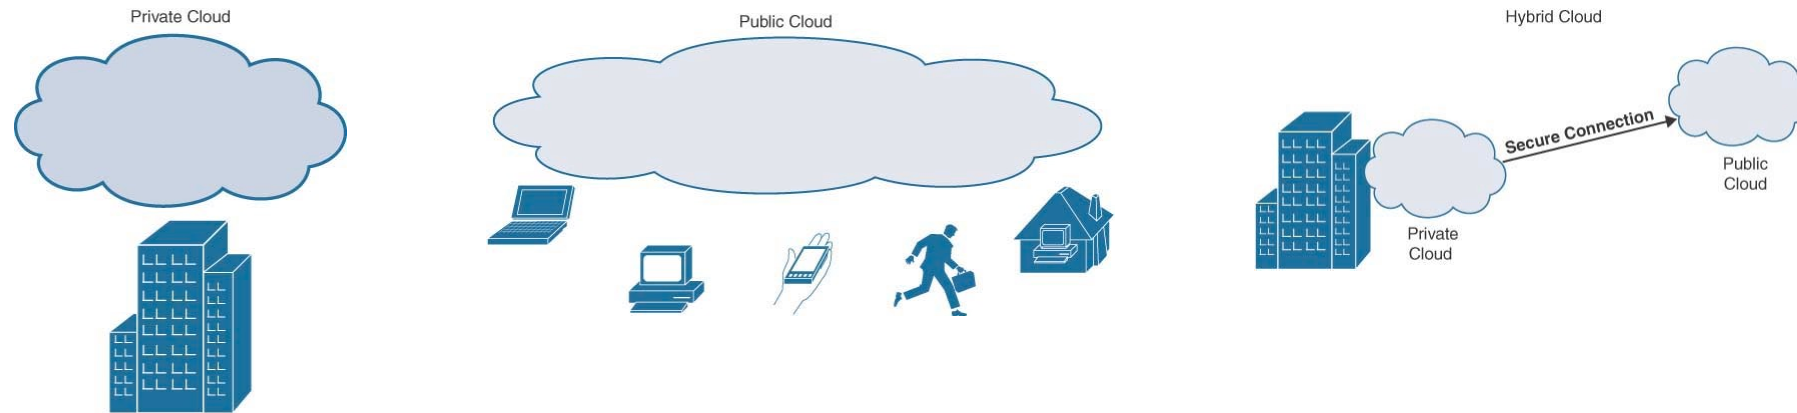 Private Cloud
Public Cloud
Hybrid Cloud
Secure Connection
Private
Cloud
Public
Cloud